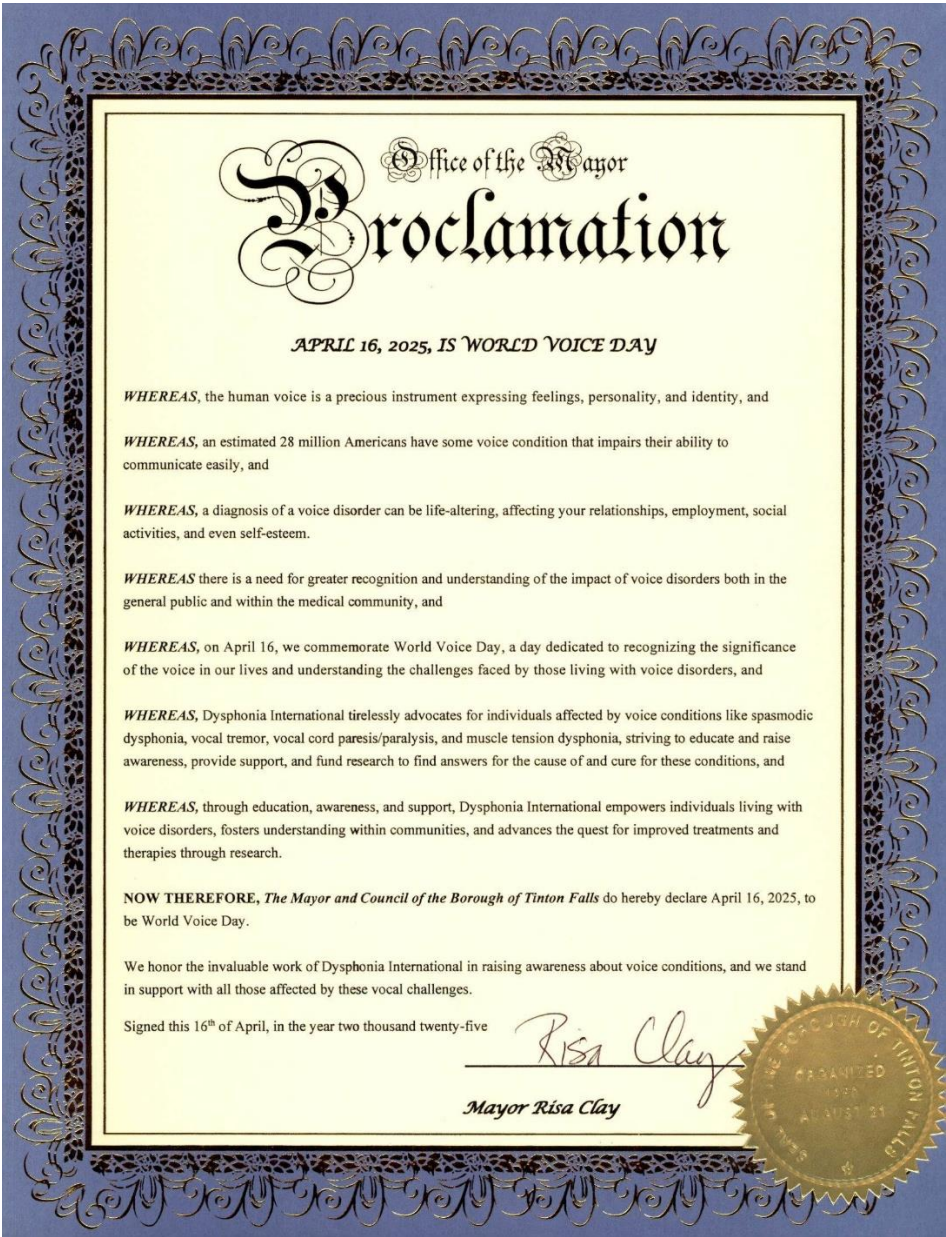 Office of the Mayor
Proclamation
APRIL 16, 2025, IS WORLD VOICE DAY
WHEREAS, the human voice is a precious instrument expressing feelings, personality, and identity, and
WHEREAS, an estimated 28 million Americans have some voice condition that impairs their ability to
communicate easily, and
WHEREAS, a diagnosis of a voice disorder can be life-altering, affecting your relationships, employment, social
activities, and even self-esteem.
WHEREAS there is a need for greater recognition and understanding of the impact of voice disorders both in the
general public and within the medical community, and
WHEREAS, on April 16, we commemorate World Voice Day, a day dedicated to recognizing the significance
of the voice in our lives and understanding the challenges faced by those living with voice disorders, and
WHEREAS, Dysphonia International tirelessly advocates for individuals affected by voice conditions like spasmodic
dysphonia, vocal tremor, vocal cord paresis/paralysis, and muscle tension dysphonia, striving to educate and raise
awareness, provide support, and fund research to find answers for the cause of and cure for these conditions, and
WHEREAS, through education, awareness, and support, Dysphonia International empowers individuals living with
voice disorders, fosters understanding within communities, and advances the quest for improved treatments and
therapies through research.
NOW THEREFORE, The Mayor and Council of the Borough of Tinton Falls do hereby declare April 16, 2025, to
be World Voice Day.
We honor the invaluable work of Dysphonia International in raising awareness about voice conditions, and we stand
in support with all those affected by these vocal challenges.
Signed this 16th of April, in the year two thousand twenty-five
Risa Clay
Mayor Risa Clay
SEAL OF THE BOROUGH OF TINTON FALLS
ORGANIZED
AUGUST 21